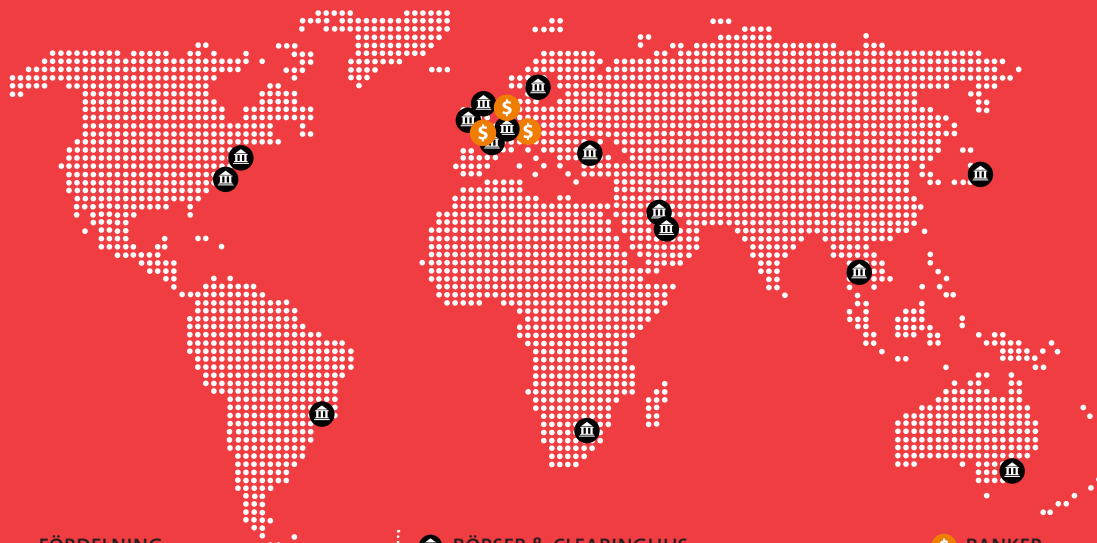 FÖRDELNING
BÖRSER & CLEARINGHUS
$ BANKER
$
$
$